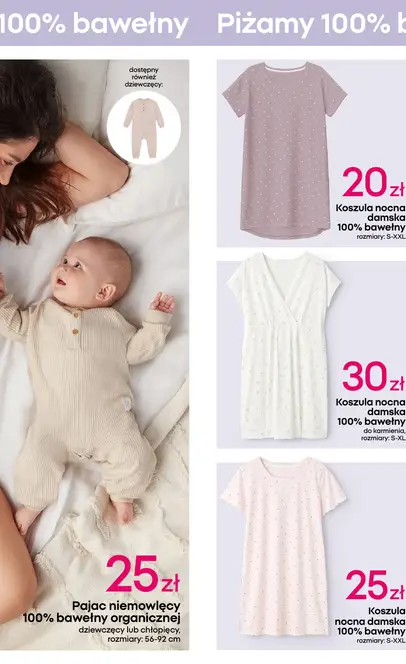 100% bawełny
Piżamy 100% b
dostępny
również
dziewczęcy:
25 zł
Pajac niemowlęcy
100% bawełny organicznej
dziewczęcy lub chłopięcy,
rozmiary: 56-92 cm
20 zł
Koszula nocna
damska
100% bawełny
rozmiary: S-XXL
30 zł
Koszula nocna
damska
100% bawełny
do karmienia,
rozmiary: S-XL
25 zł
Koszula
nocna damska
100% bawełny
rozmiary: S-XXL